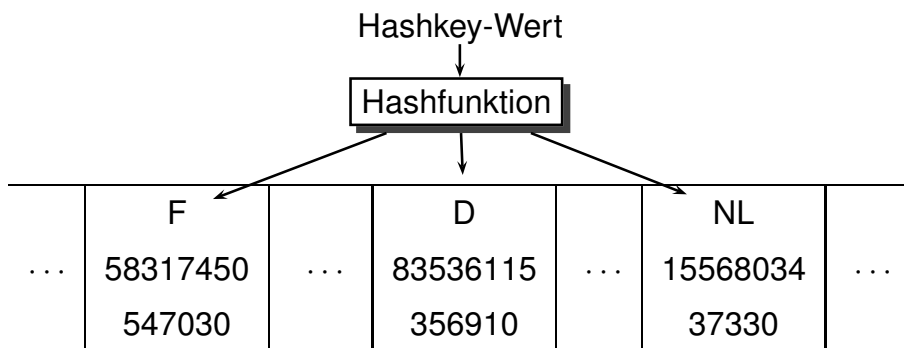 Hashkey-Wert
Hashfunktion
F D NL
... 58317450 ... 83536115 ... 15568034 ...
547030 356910 37330